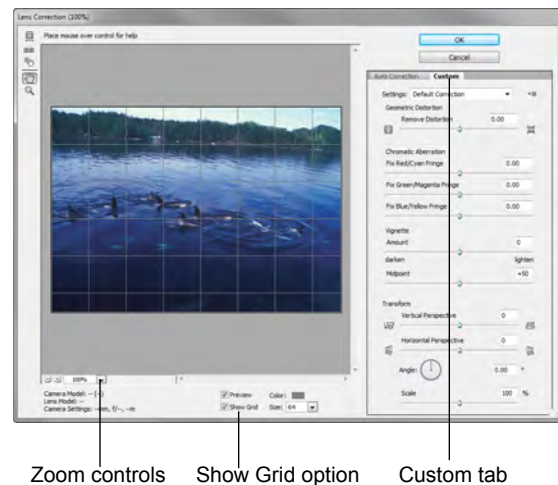 Lens Correction (100%)
Place mouse over control for help
OK
Cancel
Auto Correction Custom
Settings: Default Correction
Geometric Distortion
Remove Distortion 0.00
Chromatic Aberration
Fix Red/Cyan Fringe 0.00
Fix Green/Magenta Fringe 0.00
Fix Blue/Yellow Fringe 0.00
Vignette
Amount 0
darken lighten
Midpoint +50
Transform
Vertical Perspective 0
Horizontal Perspective 0
Angle: 0.00 °
Scale 100 %
100%
Camera Model: -- (--)
Lens Model: --
Camera Settings: --mm, f/--, --m
Preview Color:
Show Grid Size: 64
Zoom controls Show Grid option Custom tab